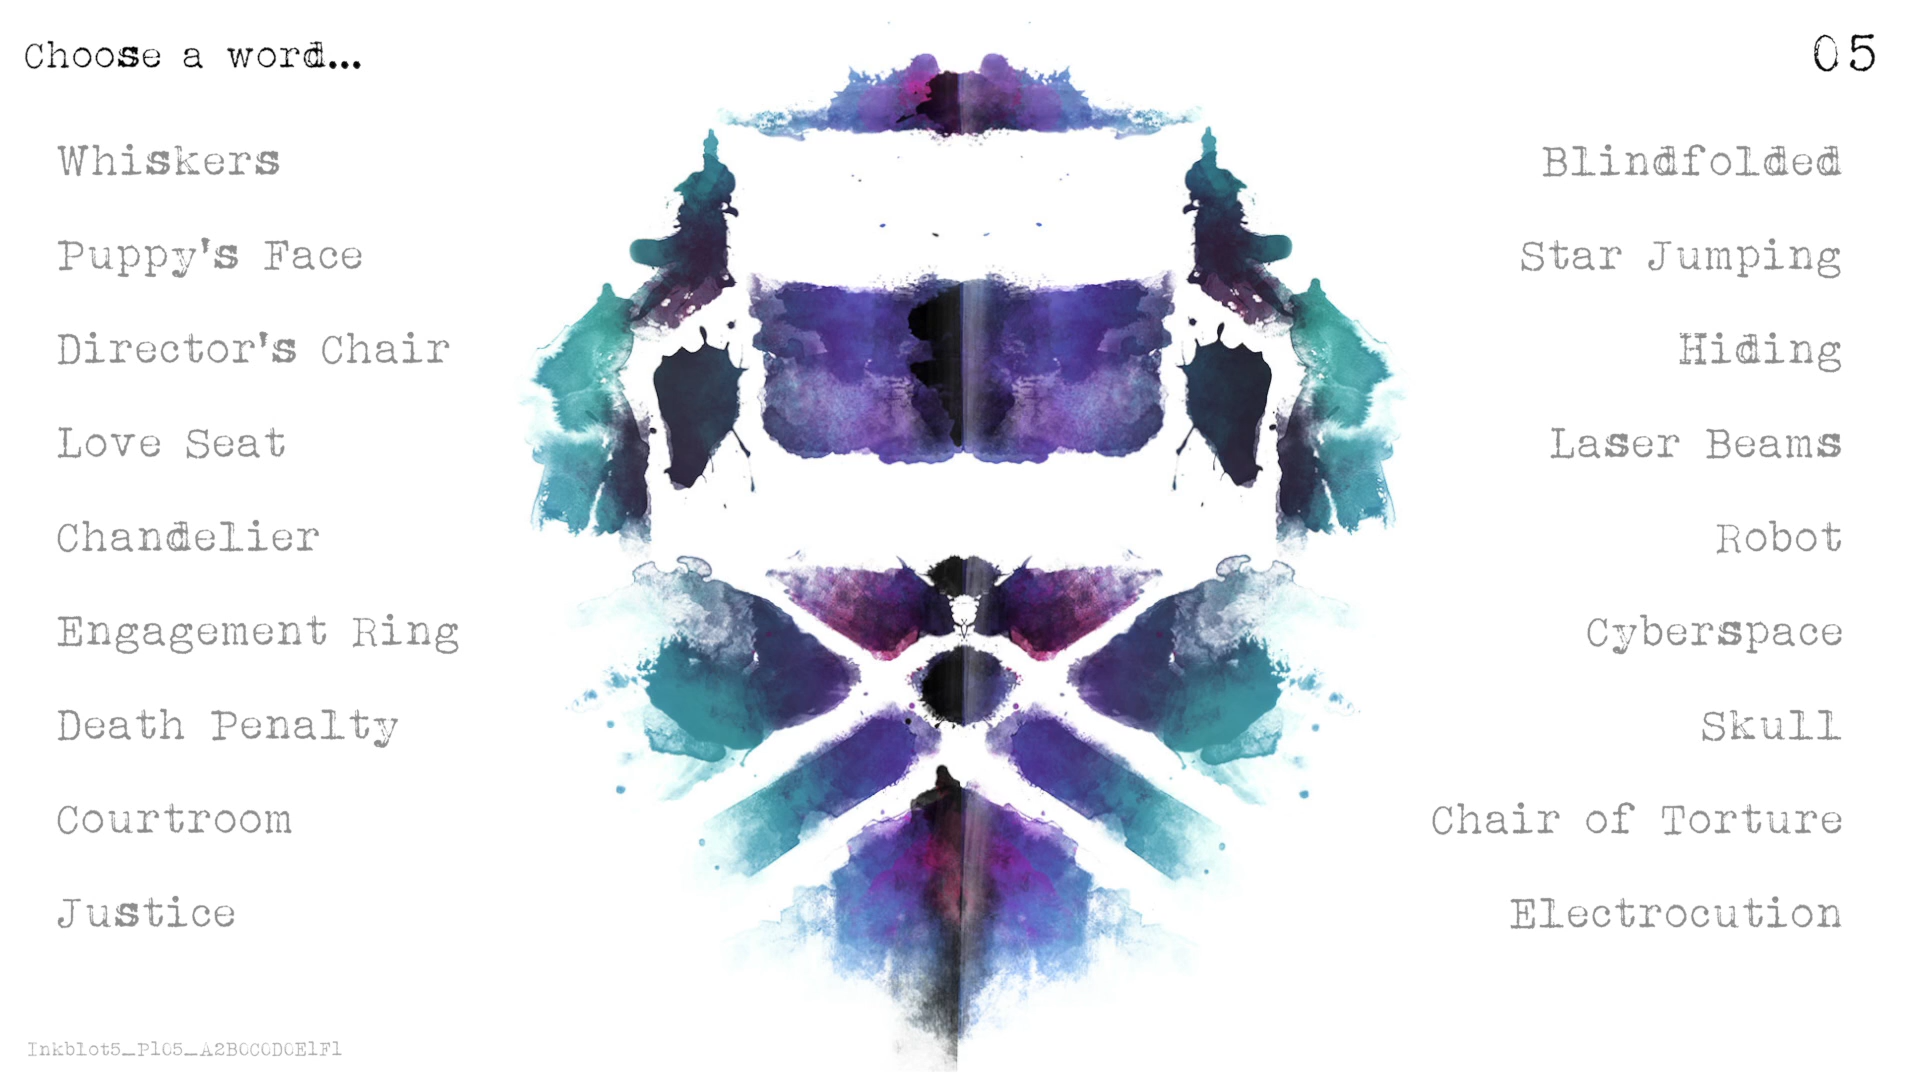 Choose a word...
05
Whiskers
Puppy's Face
Director's Chair
Love Seat
Chandelier
Engagement Ring
Death Penalty
Courtroom
Justice
Blindfolded
Star Jumping
Hiding
Laser Beams
Robot
Cyberspace
Skull
Chair of Torture
Electrocution
Inkblot5_Pl05_A2B0C0D0E1F1